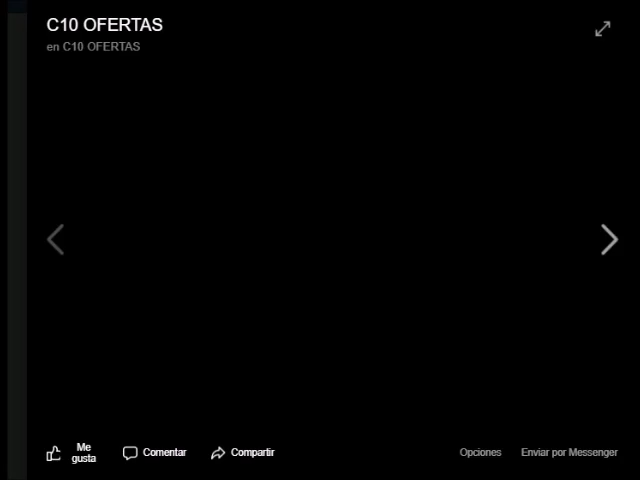 C10 OFERTAS
en C10 OFERTAS
Me gusta
Comentar
Compartir
Opciones
Enviar por Messenger